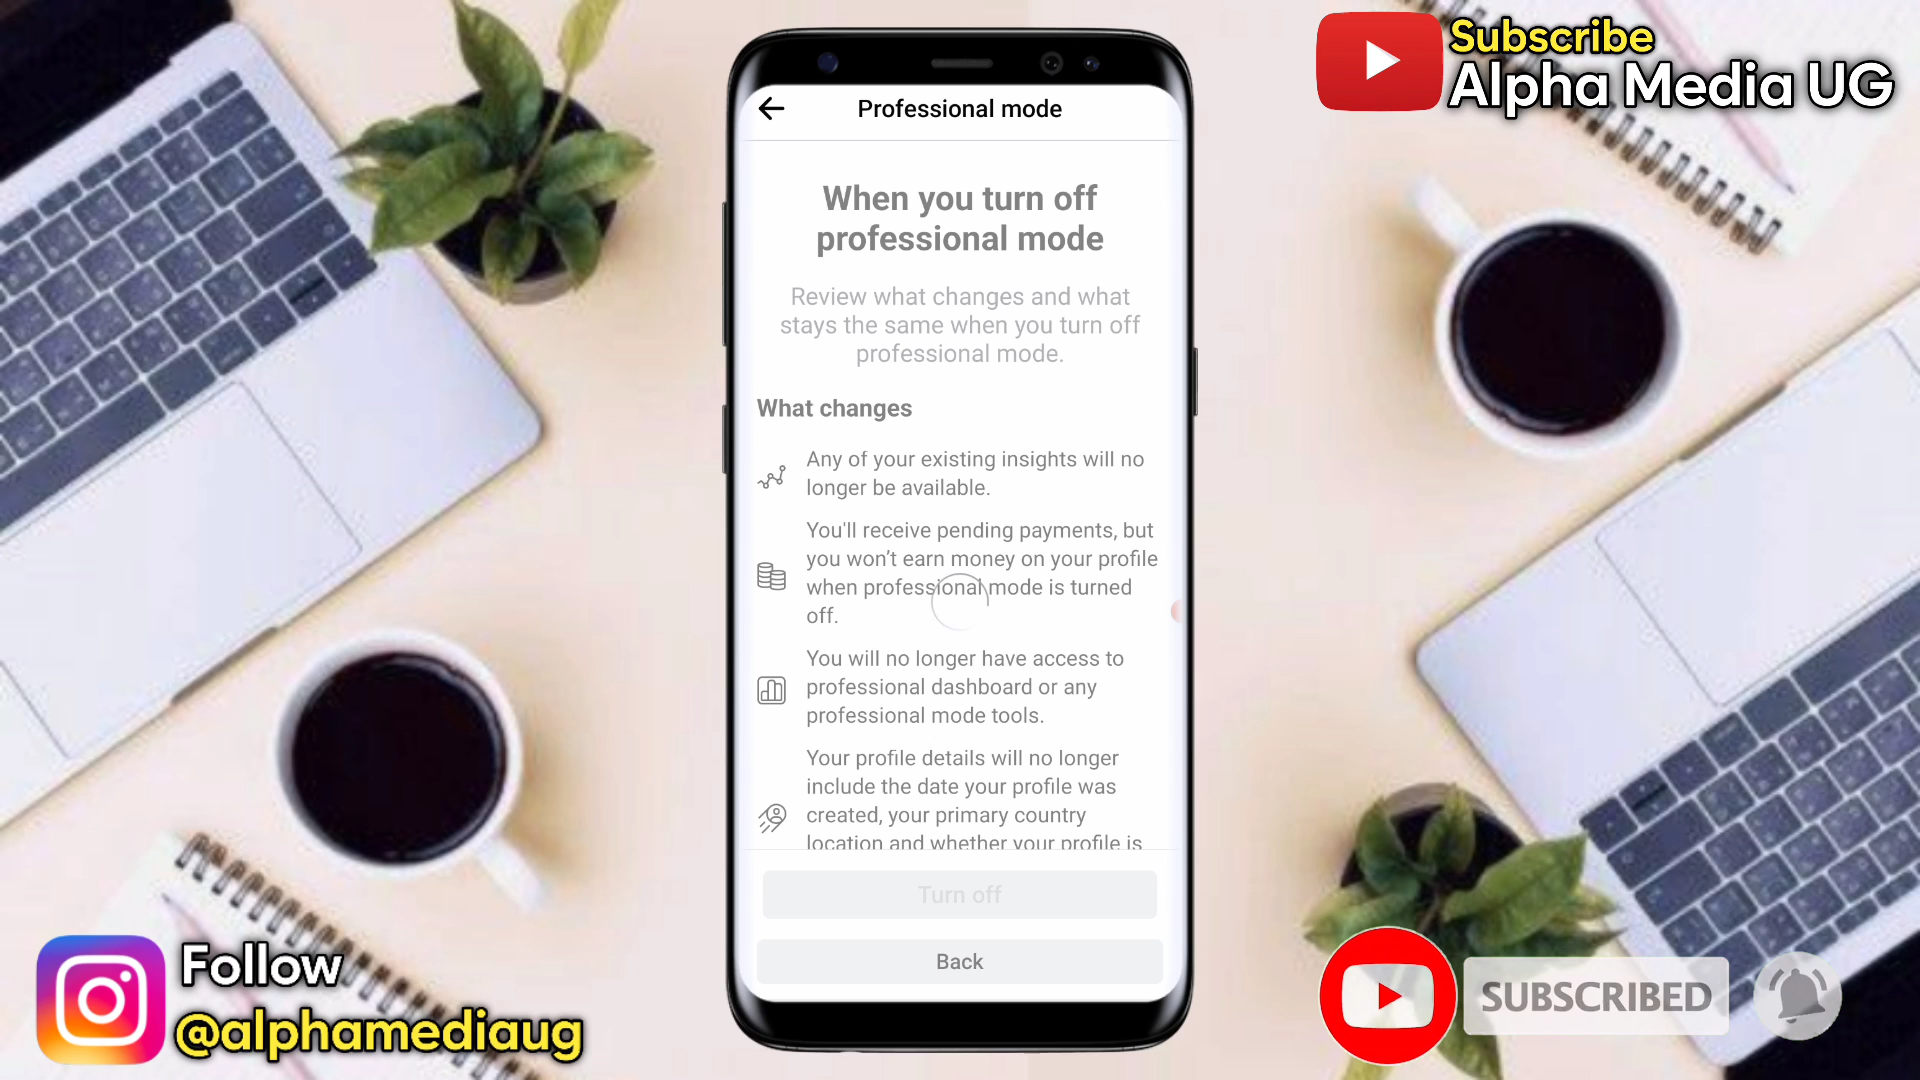 Subscribe
Alpha Media UG
Professional mode
When you turn off
professional mode
Review what changes and what
stays the same when you turn off
professional mode.
What changes
Any of your existing insights will no
longer be available.
You'll receive pending payments, but
you won’t earn money on your profile
when professional mode is turned
off.
You will no longer have access to
professional dashboard or any
professional mode tools.
Your profile details will no longer
include the date your profile was
created, your primary country
location and whether your profile is
Turn off
Back
Follow
@alphamediaug
SUBSCRIBED